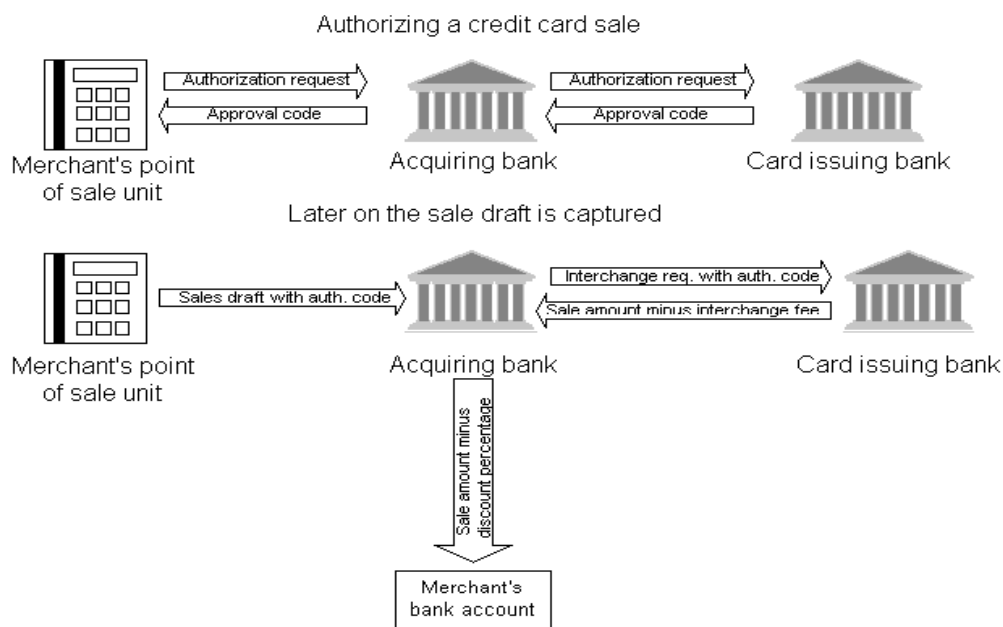 Authorizing a credit card sale
Authorization request
Authorization request
Approval code
Approval code
Merchant's point
of sale unit
Acquiring bank
Card issuing bank
Later on the sale draft is captured
Interchange req. with auth. code
Sales draft with auth. code
Sale amount minus interchange fee
Merchant's point
of sale unit
Acquiring bank
Card issuing bank
Sale amount minus
discount percentage
Merchant's
bank account